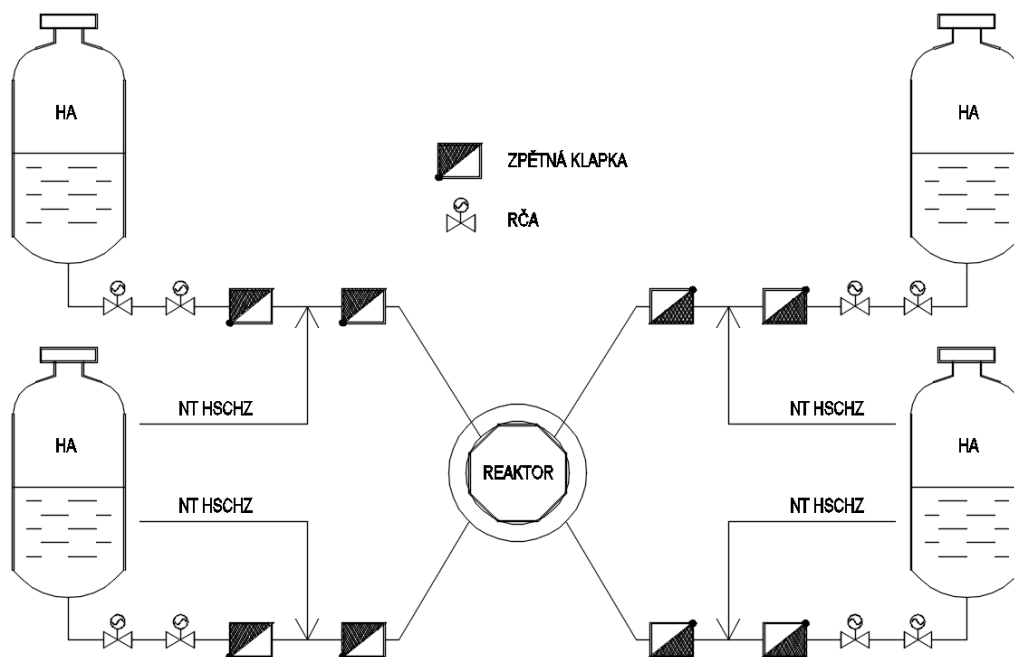 HA
HA
ZPĚTNÁ KLAPKA
RČA
NT HSCHZ
NT HSCHZ
HA
HA
REAKTOR
NT HSCHZ
NT HSCHZ